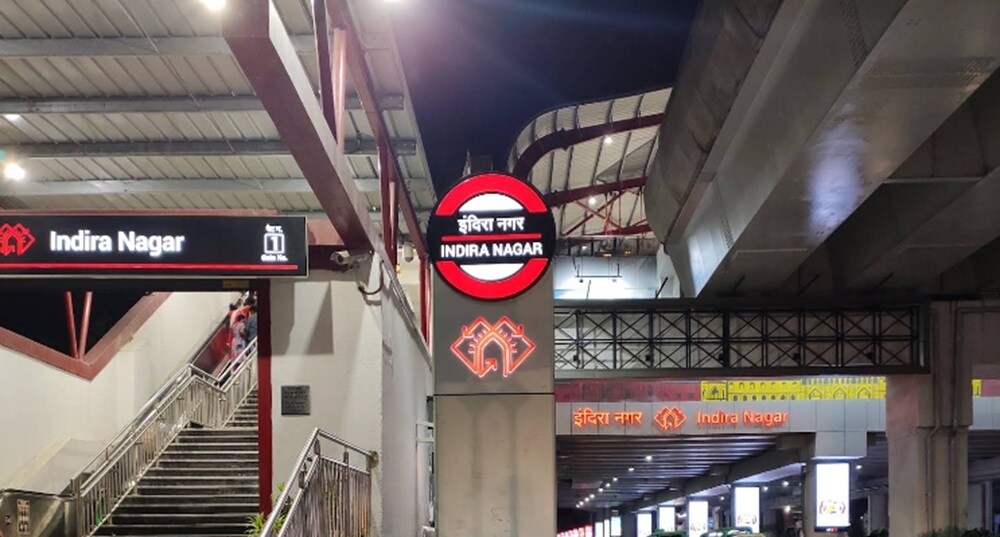 Indira Nagar
गेट सं.
1
Gate No.
इंदिरा नगर
INDIRA NAGAR
इंदिरा नगर Indira Nagar